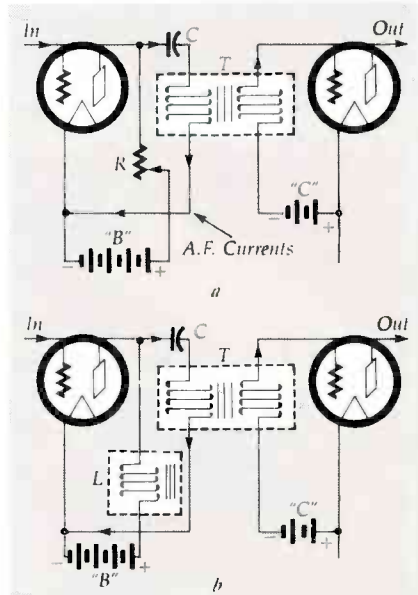 In C Out
T
R
"B" "C"
- + - +
A.F. Currents
a
In C Out
T
L
"C"
- +
- +
"B"
b